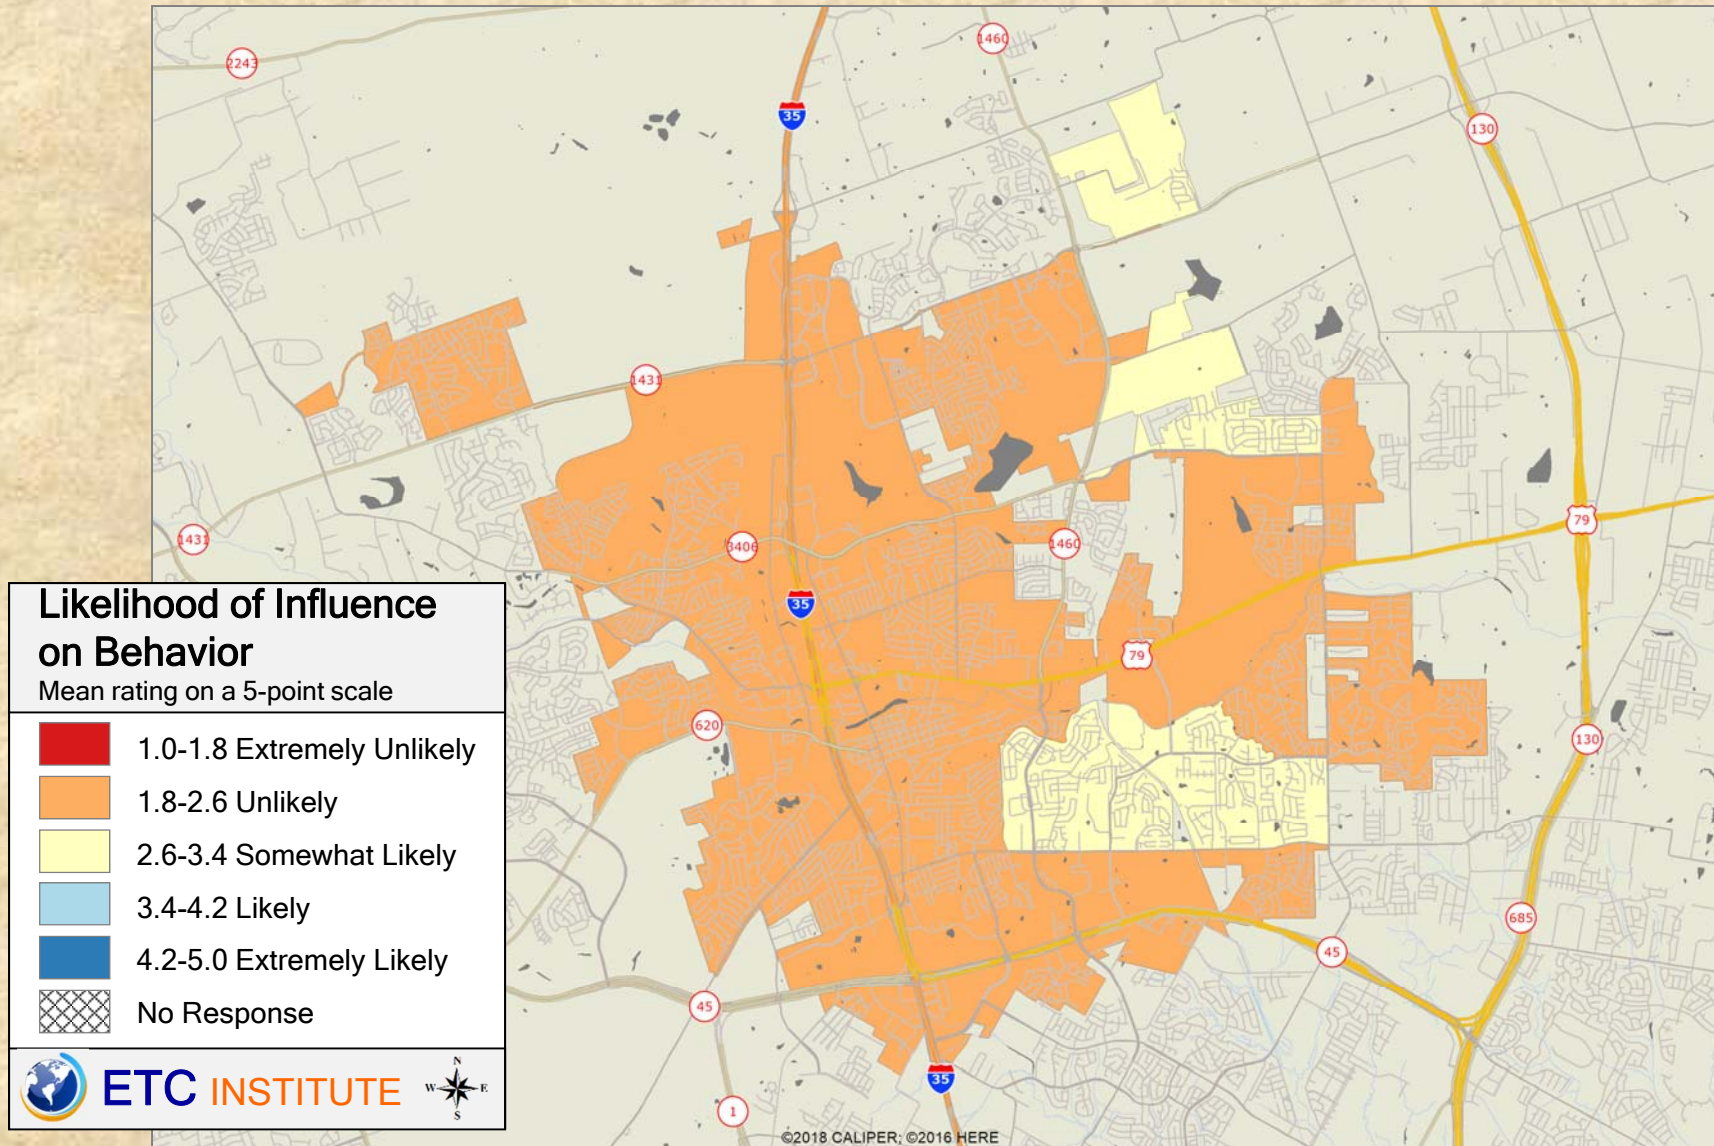 2243
1460
35
130
1431
1431
3406
1460
79
35
79
620
130
685
45
45
35
1
Likelihood of Influence
on Behavior
Mean rating on a 5-point scale
1.0-1.8 Extremely Unlikely
1.8-2.6 Unlikely
2.6-3.4 Somewhat Likely
3.4-4.2 Likely
4.2-5.0 Extremely Likely
No Response
ETC INSTITUTE
N
W E
S
©2018 CALIPER; ©2016 HERE